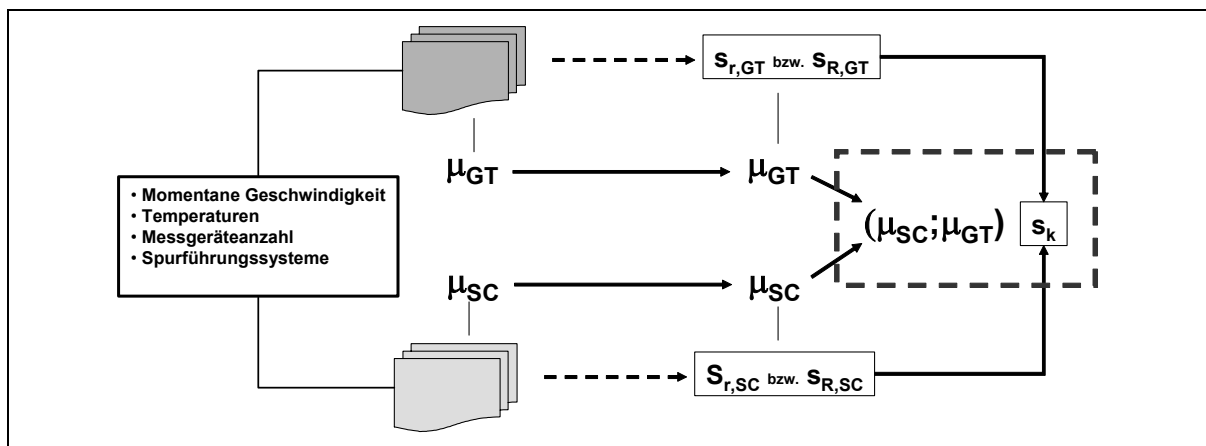 s_r,GT bzw. s_R,GT
μ_GT
μ_GT
• Momentane Geschwindigkeit
• Temperaturen
• Messgeräteanzahl
• Spurführungssysteme
(μ_SC;μ_GT)
s_k
μ_SC
μ_SC
S_r,SC bzw. s_R,SC